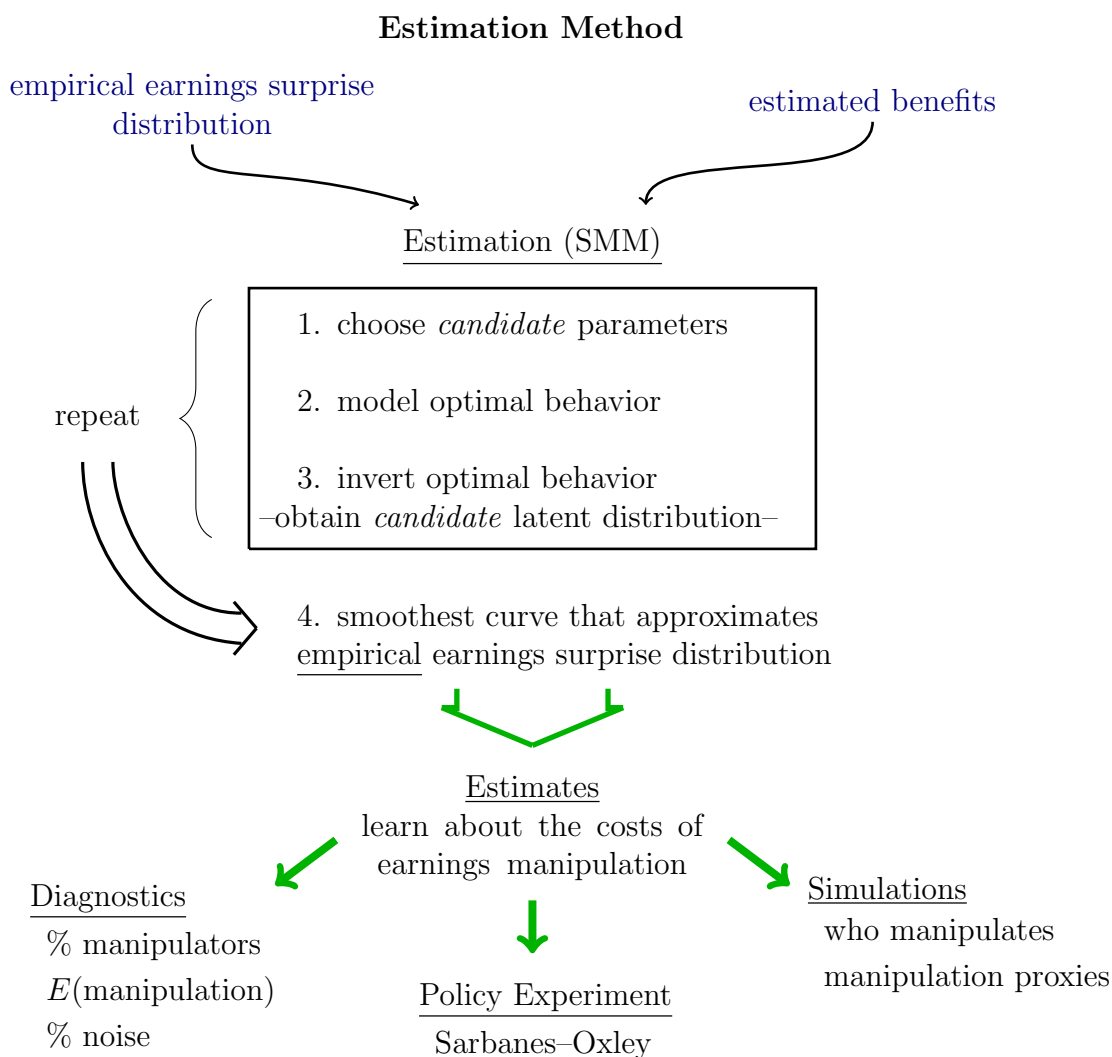 Estimation Method
empirical earnings surprise
distribution
estimated benefits
Estimation (SMM)
1. choose candidate parameters
2. model optimal behavior
3. invert optimal behavior
–obtain candidate latent distribution–
repeat
4. smoothest curve that approximates
empirical earnings surprise distribution
Estimates
learn about the costs of
earnings manipulation
Diagnostics
% manipulators
E(manipulation)
% noise
Policy Experiment
Sarbanes–Oxley
Simulations
who manipulates
manipulation proxies